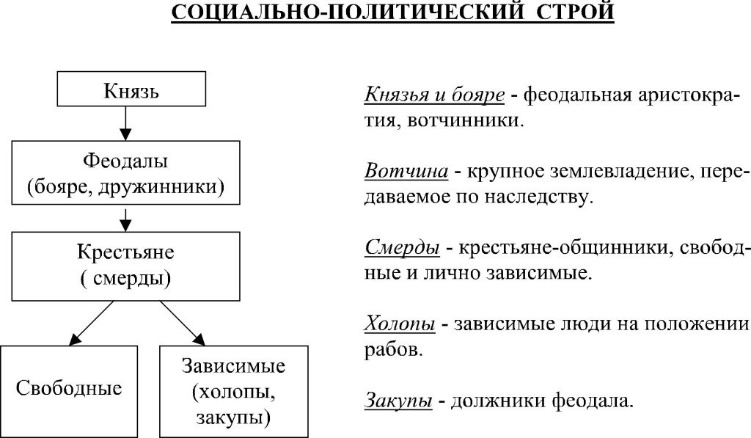 СОЦИАЛЬНО-ПОЛИТИЧЕСКИЙ СТРОЙ
Князь
Феодалы
(бояре, дружинники)
Крестьяне
( смерды)
Свободные
Зависимые
(холопы,
закупы)
Князья и бояре - феодальная аристокра-
тия, вотчинники.
Вотчина - крупное землевладение, пере-
даваемое по наследству.
Смерды - крестьяне-общинники, свобод-
ные и лично зависимые.
Холопы - зависимые люди на положении
рабов.
Закупы - должники феодала.